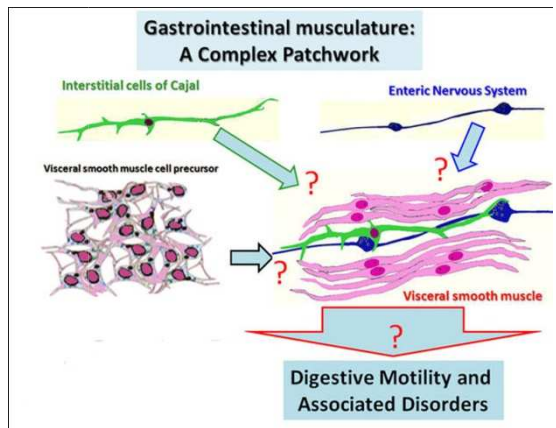 Gastrointestinal musculature:
A Complex Patchwork
Interstitial cells of Cajal
Enteric Nervous System
?
?
Visceral smooth muscle cell precursor
?
Visceral smooth muscle
?
Digestive Motility and
Associated Disorders